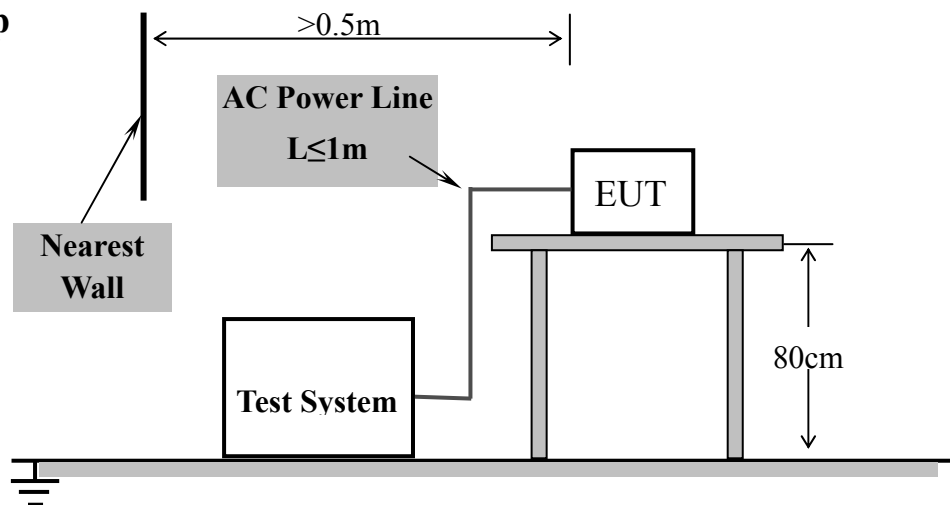 p
>0.5m
AC Power Line
L≤1m
EUT
Nearest
Wall
80cm
Test System